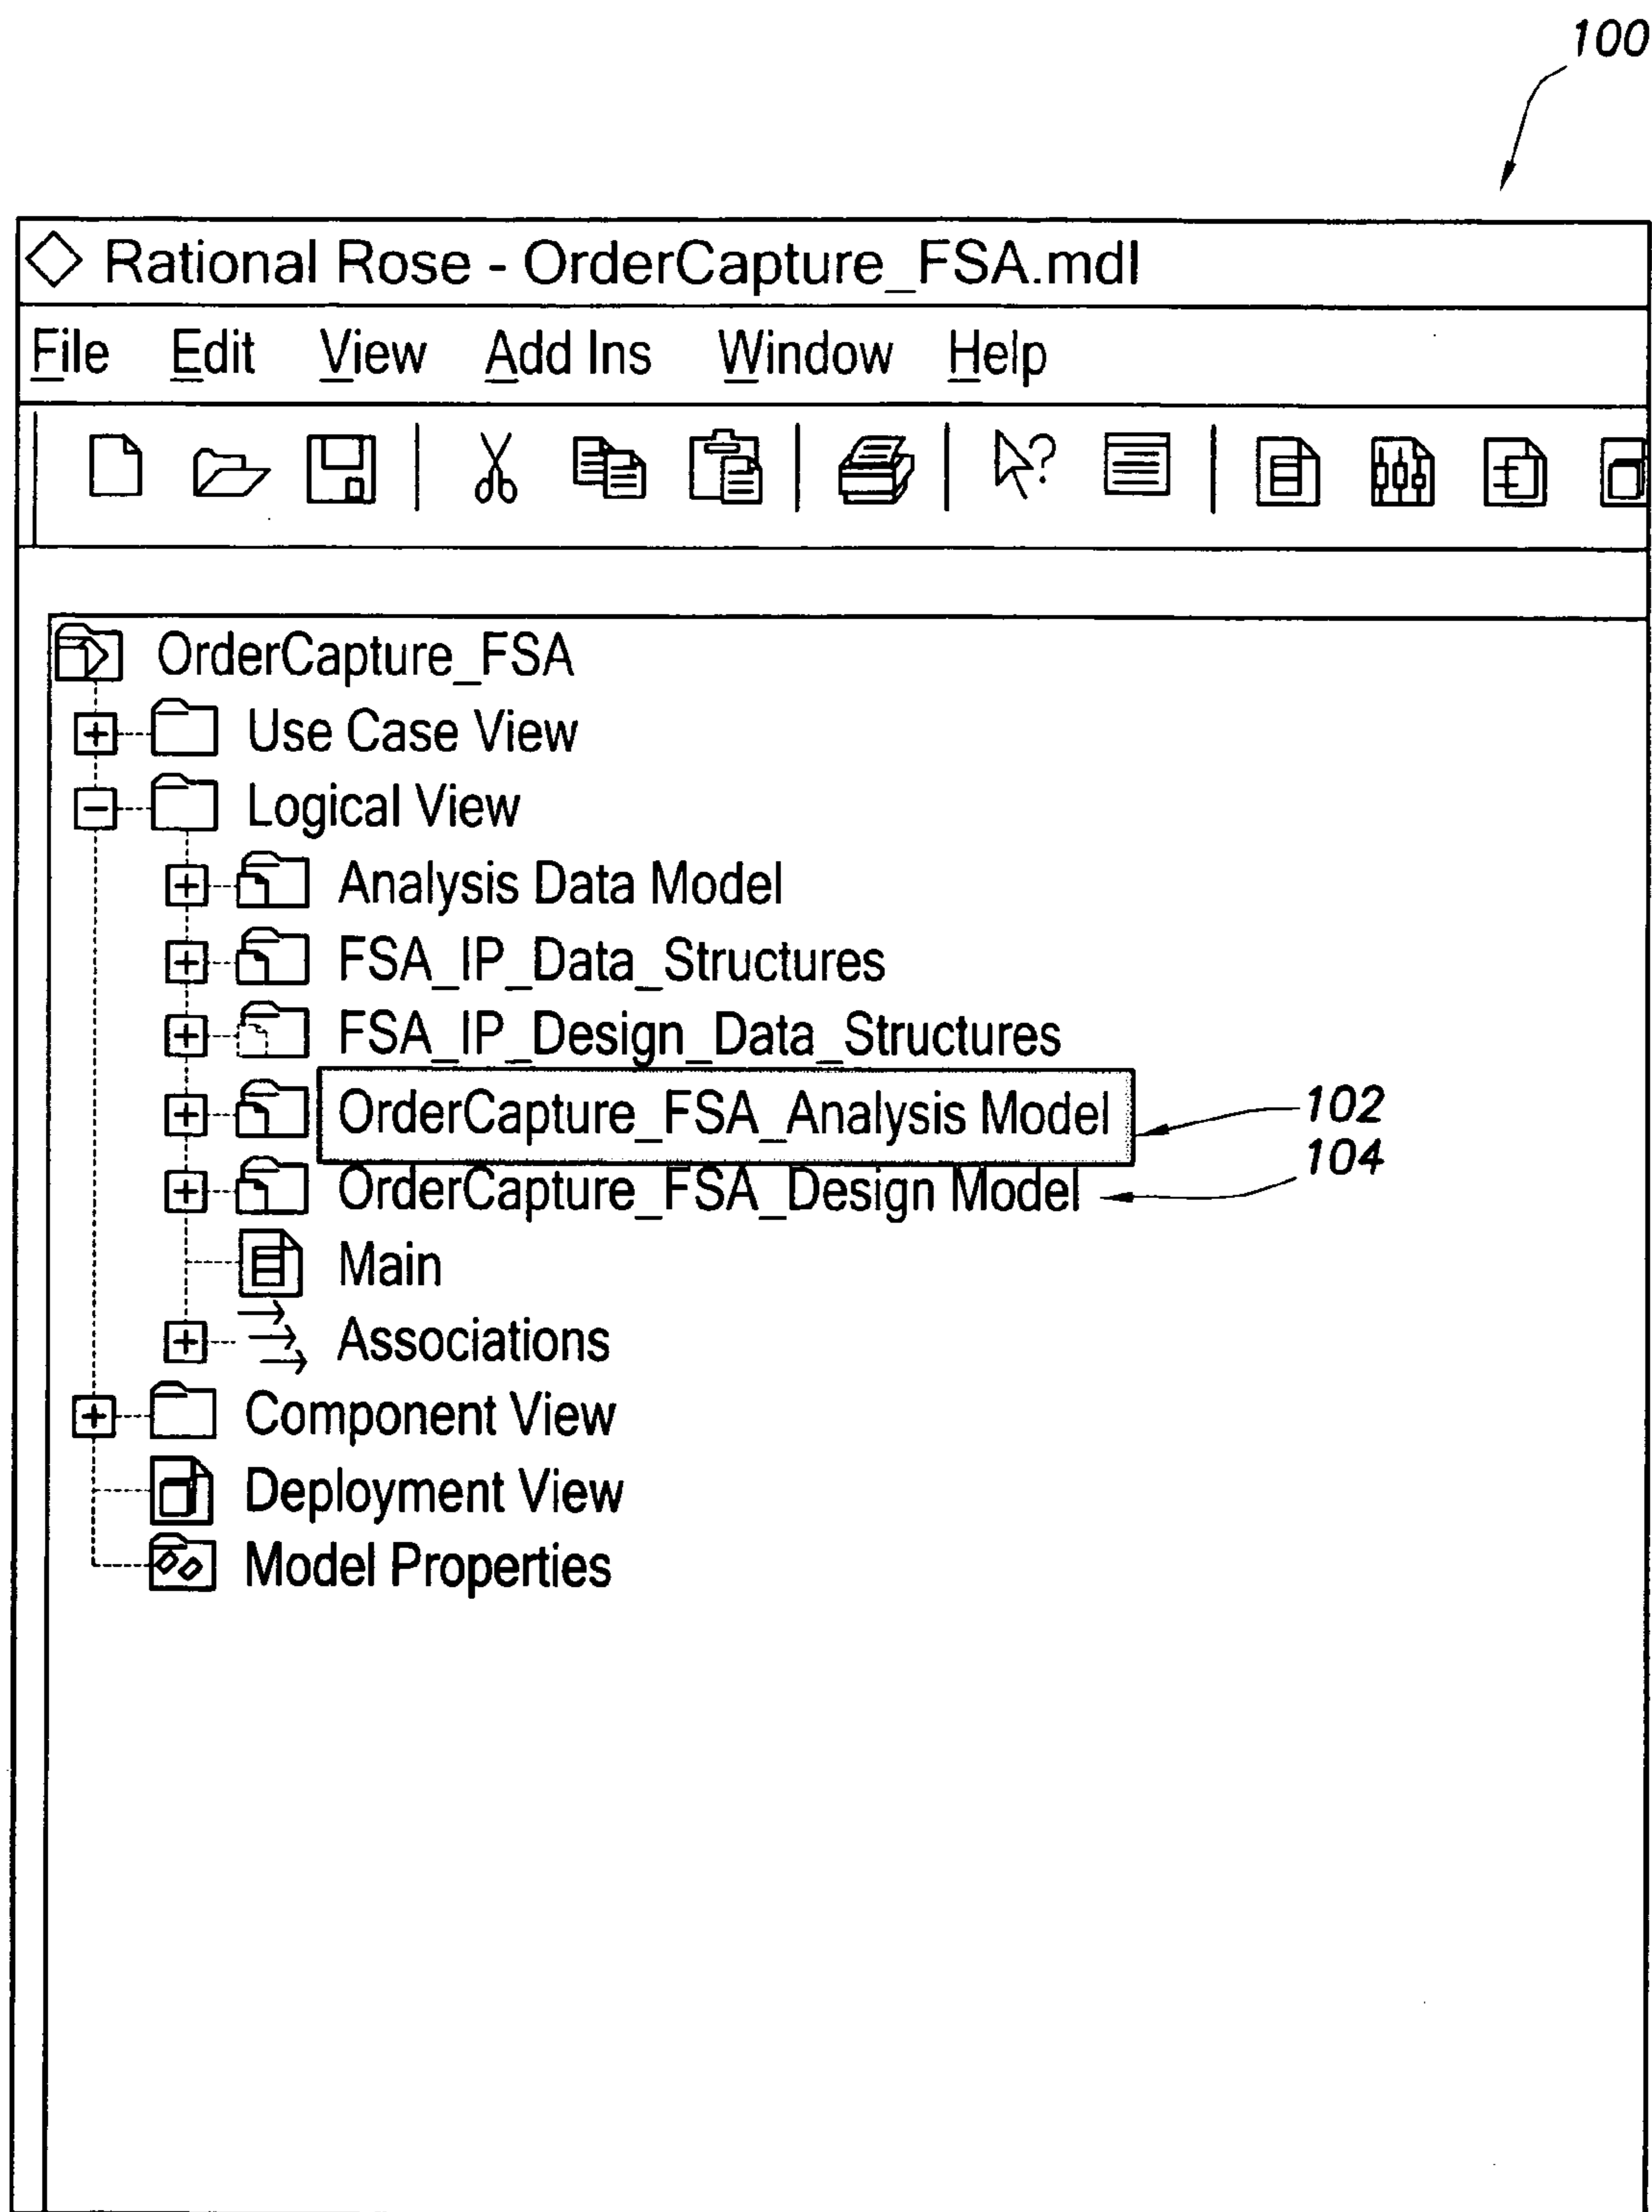 100
Rational Rose - OrderCapture_FSA.mdl
File Edit View Add Ins Window Help
OrderCapture_FSA
Use Case View
Logical View
Analysis Data Model
FSA_IP_Data_Structures
FSA_IP_Design_Data_Structures
OrderCapture_FSA_Analysis Model
102
104
OrderCapture_FSA_Design Model
Main
Associations
Component View
Deployment View
Model Properties